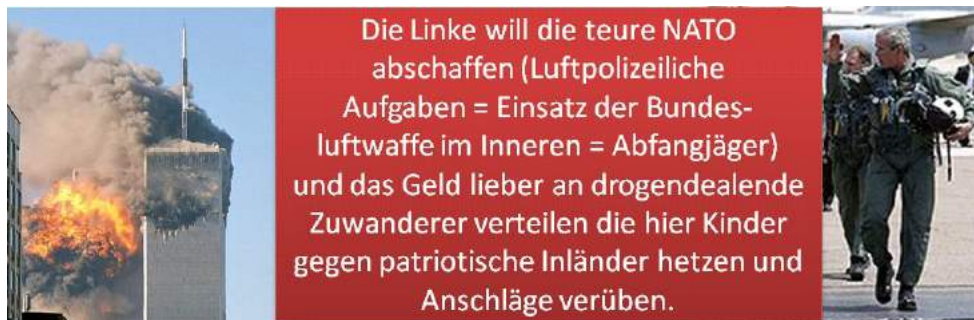 Die Linke will die teure NATO
abschaffen (Luftpolizeiliche
Aufgaben = Einsatz der Bundes-
luftwaffe im Inneren = Abfangjäger)
und das Geld lieber an drogendealende
Zuwanderer verteilen die hier Kinder
gegen patriotische Inländer hetzen und
Anschläge verüben.